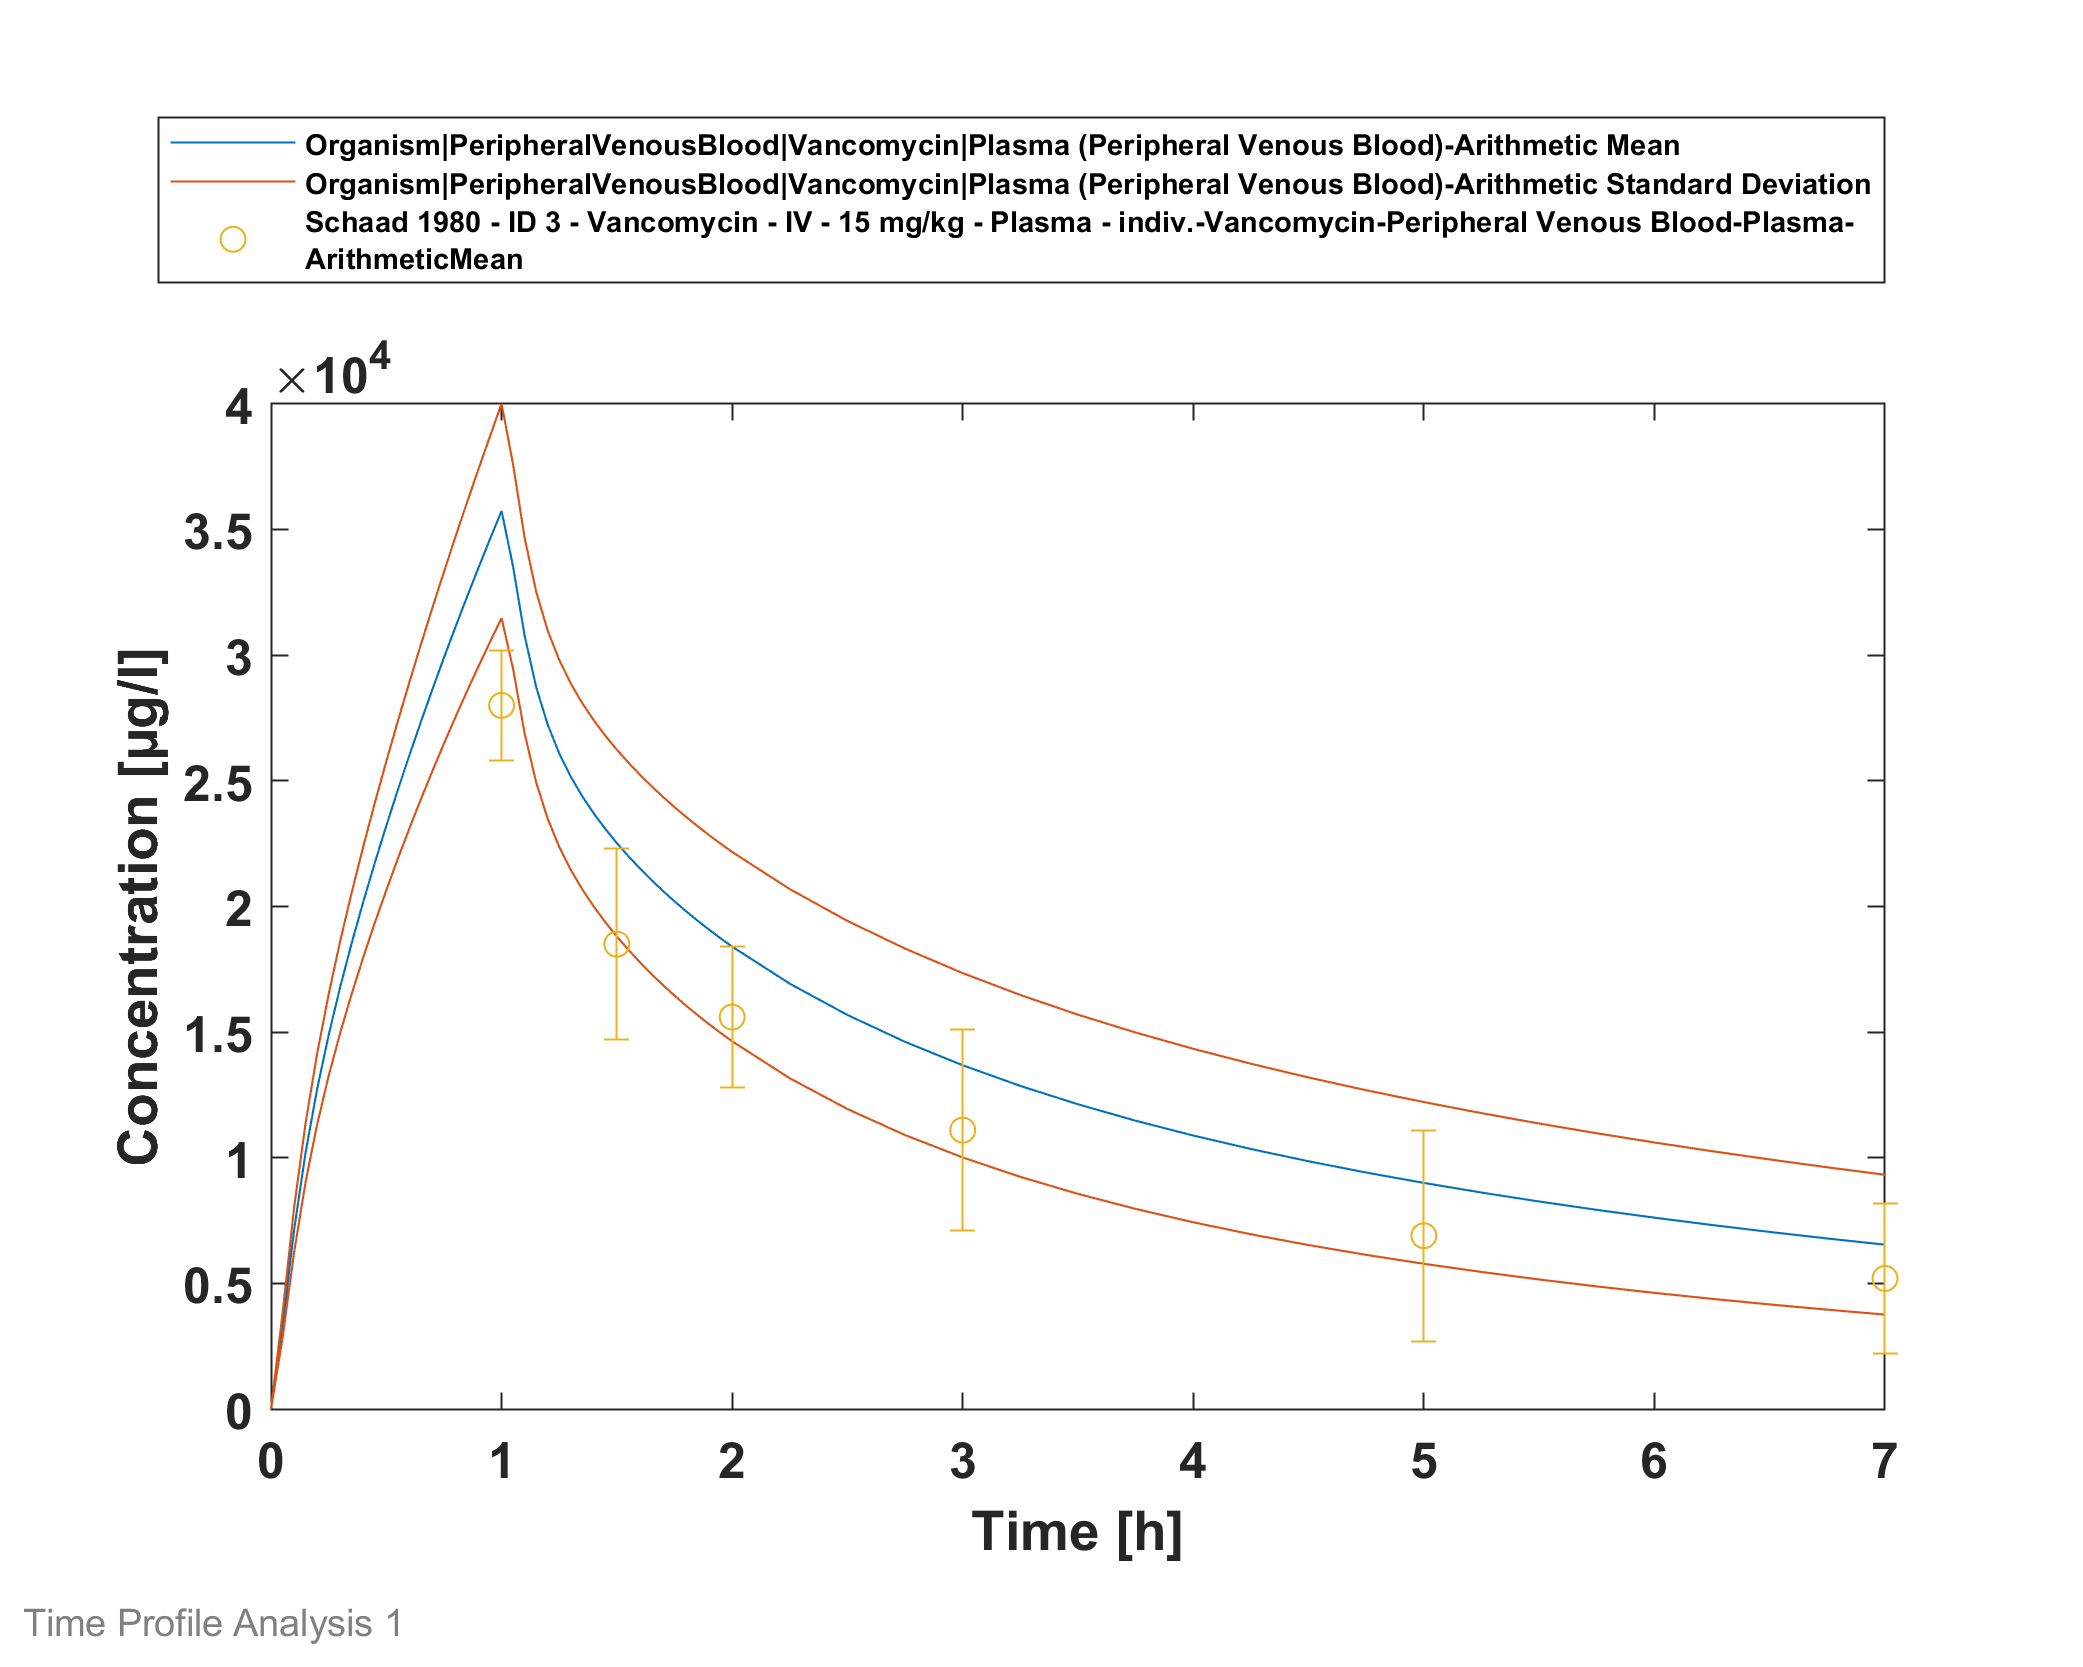 Organism|PeripheralVenousBlood|Vancomycin|Plasma (Peripheral Venous Blood)-Arithmetic Mean
Organism|PeripheralVenousBlood|Vancomycin|Plasma (Peripheral Venous Blood)-Arithmetic Standard Deviation
Schaad 1980 - ID 3 - Vancomycin - IV - 15 mg/kg - Plasma - indiv.-Vancomycin-Peripheral Venous Blood-Plasma-
ArithmeticMean
×10⁴
4
3.5
3
2.5
2
1.5
1
0.5
0
Concentration [µg/l]
0 1 2 3 4 5 6 7
Time [h]
Time Profile Analysis 1